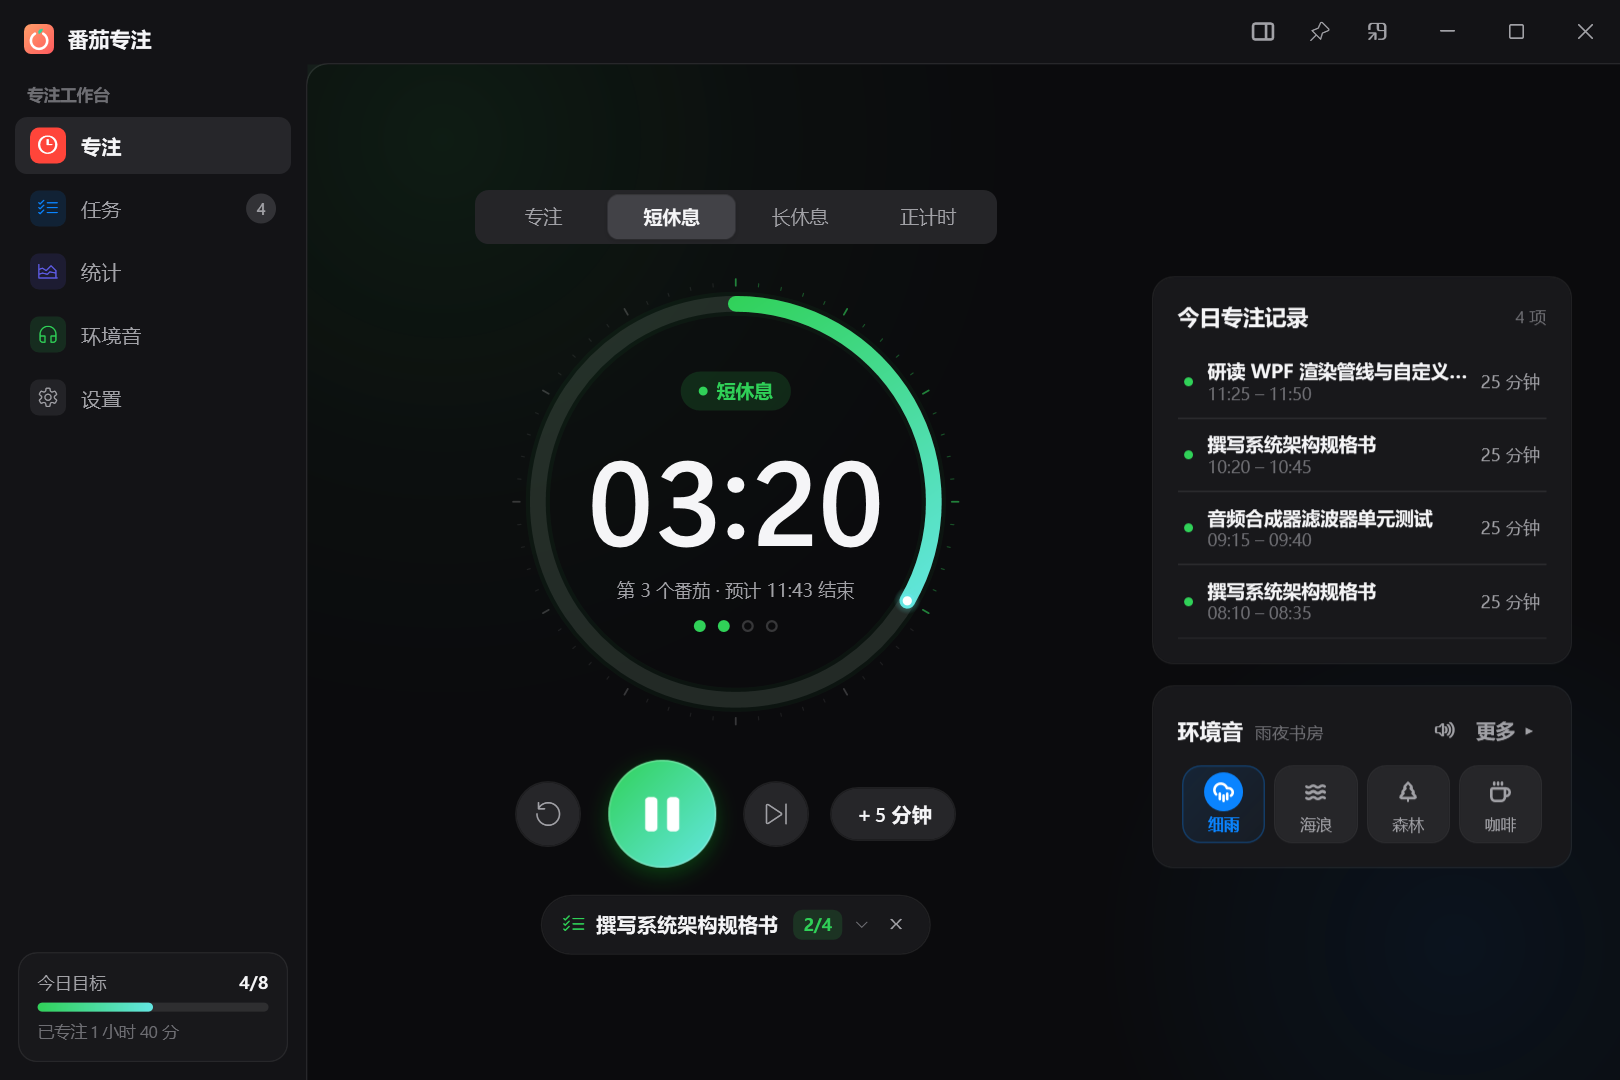 番茄专注
专注工作台
专注
任务
4
统计
环境音
设置
今日目标
4/8
已专注 1 小时 40 分
专注
短休息
长休息
正计时
短休息
03:20
第 3 个番茄 · 预计 11:43 结束
+ 5 分钟
撰写系统架构规格书
2/4
今日专注记录
4 项
研读 WPF 渲染管线与自定义...
11:25 – 11:50
25 分钟
撰写系统架构规格书
10:20 – 10:45
25 分钟
音频合成器滤波器单元测试
09:15 – 09:40
25 分钟
撰写系统架构规格书
08:10 – 08:35
25 分钟
环境音
雨夜书房
更多
细雨
海浪
森林
咖啡